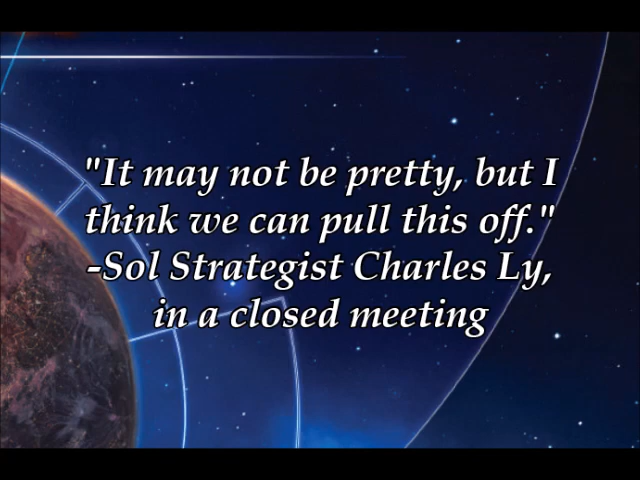 "It may not be pretty, but I
think we can pull this off."
-Sol Strategist Charles Ly,
in a closed meeting